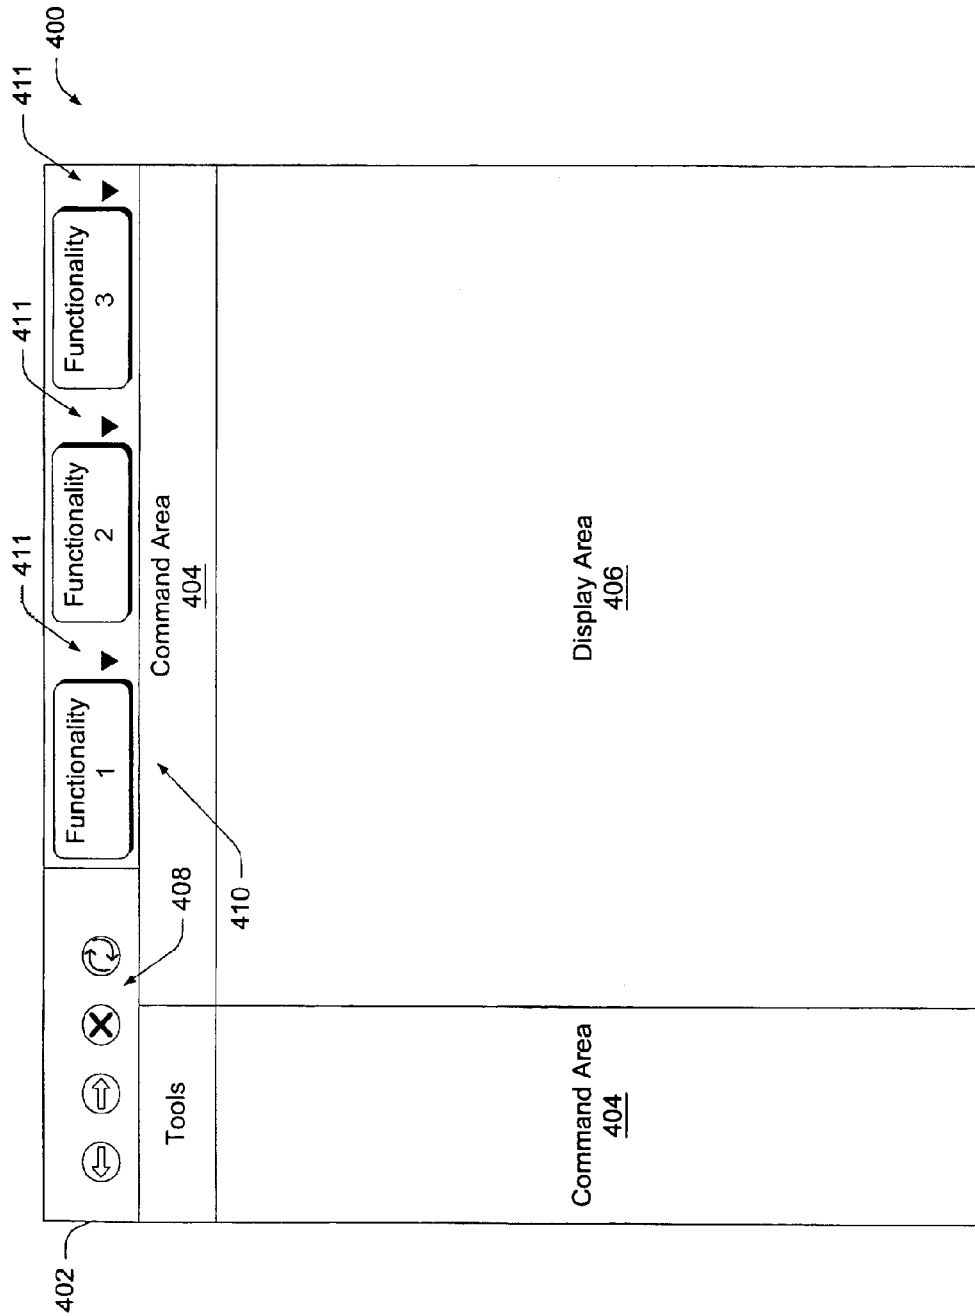 400
411
411
411
402
Functionality
1
Functionality
2
Functionality
3
408
410
Tools
Command Area
404
Command Area
404
Display Area
406